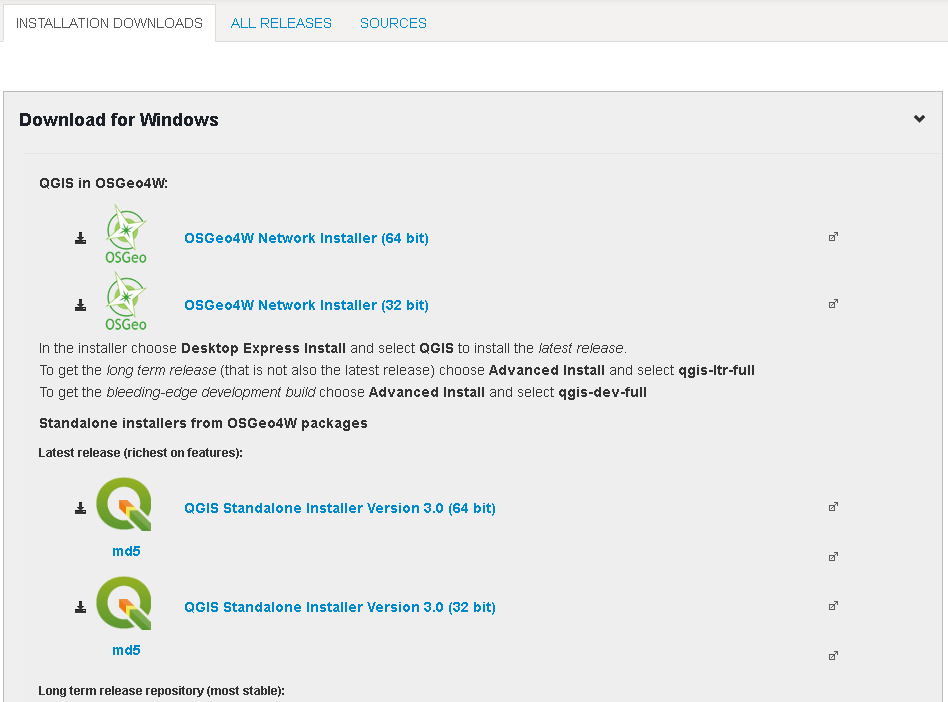 INSTALLATION DOWNLOADS ALL RELEASES SOURCES
Download for Windows
QGIS in OSGeo4W:
OSGeo
OSGeo4W Network Installer (64 bit)
OSGeo
OSGeo4W Network Installer (32 bit)
In the installer choose Desktop Express Install and select QGIS to install the latest release.
To get the long term release (that is not also the latest release) choose Advanced Install and select qgis-ltr-full
To get the bleeding-edge development build choose Advanced Install and select qgis-dev-full
Standalone installers from OSGeo4W packages
Latest release (richest on features):
QGIS Standalone Installer Version 3.0 (64 bit)
md5
QGIS Standalone Installer Version 3.0 (32 bit)
md5
Long term release repository (most stable):